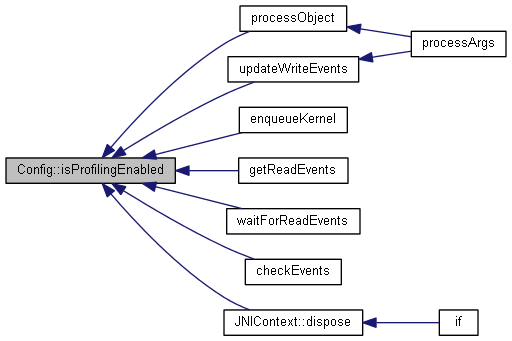 processObject
processArgs
updateWriteEvents
enqueueKernel
Config::isProfilingEnabled
getReadEvents
waitForReadEvents
checkEvents
JNIContext::dispose
if